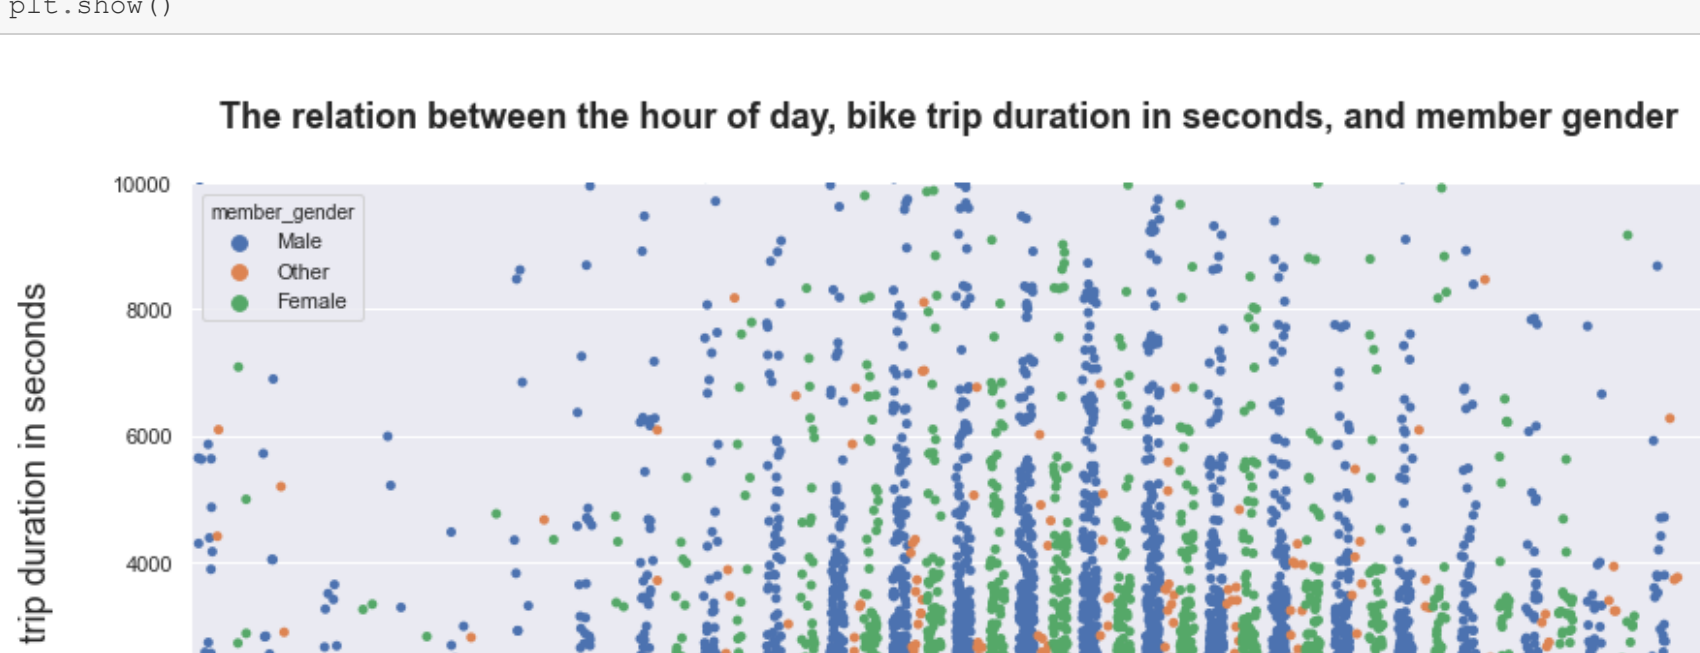 plt.show()
The relation between the hour of day, bike trip duration in seconds, and member gender
10000
member_gender
Male
Other
Female
8000
6000
4000
trip duration in seconds